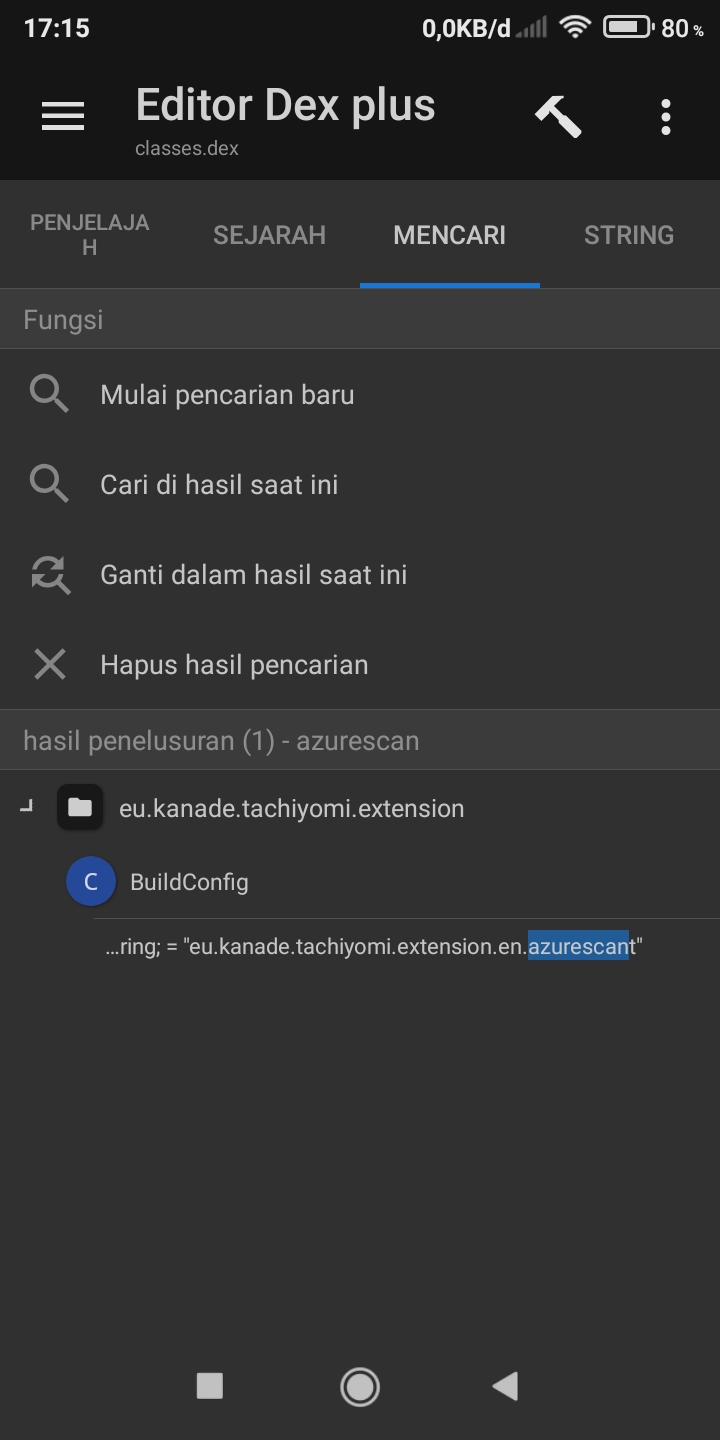 17:15 0,0KB/d 80 %
Editor Dex plus
classes.dex
PENJELAJA
H
SEJARAH
MENCARI
STRING
Fungsi
Mulai pencarian baru
Cari di hasil saat ini
Ganti dalam hasil saat ini
Hapus hasil pencarian
hasil penelusuran (1) - azurescan
eu.kanade.tachiyomi.extension
C BuildConfig
...ring; = "eu.kanade.tachiyomi.extension.en.azurescant"